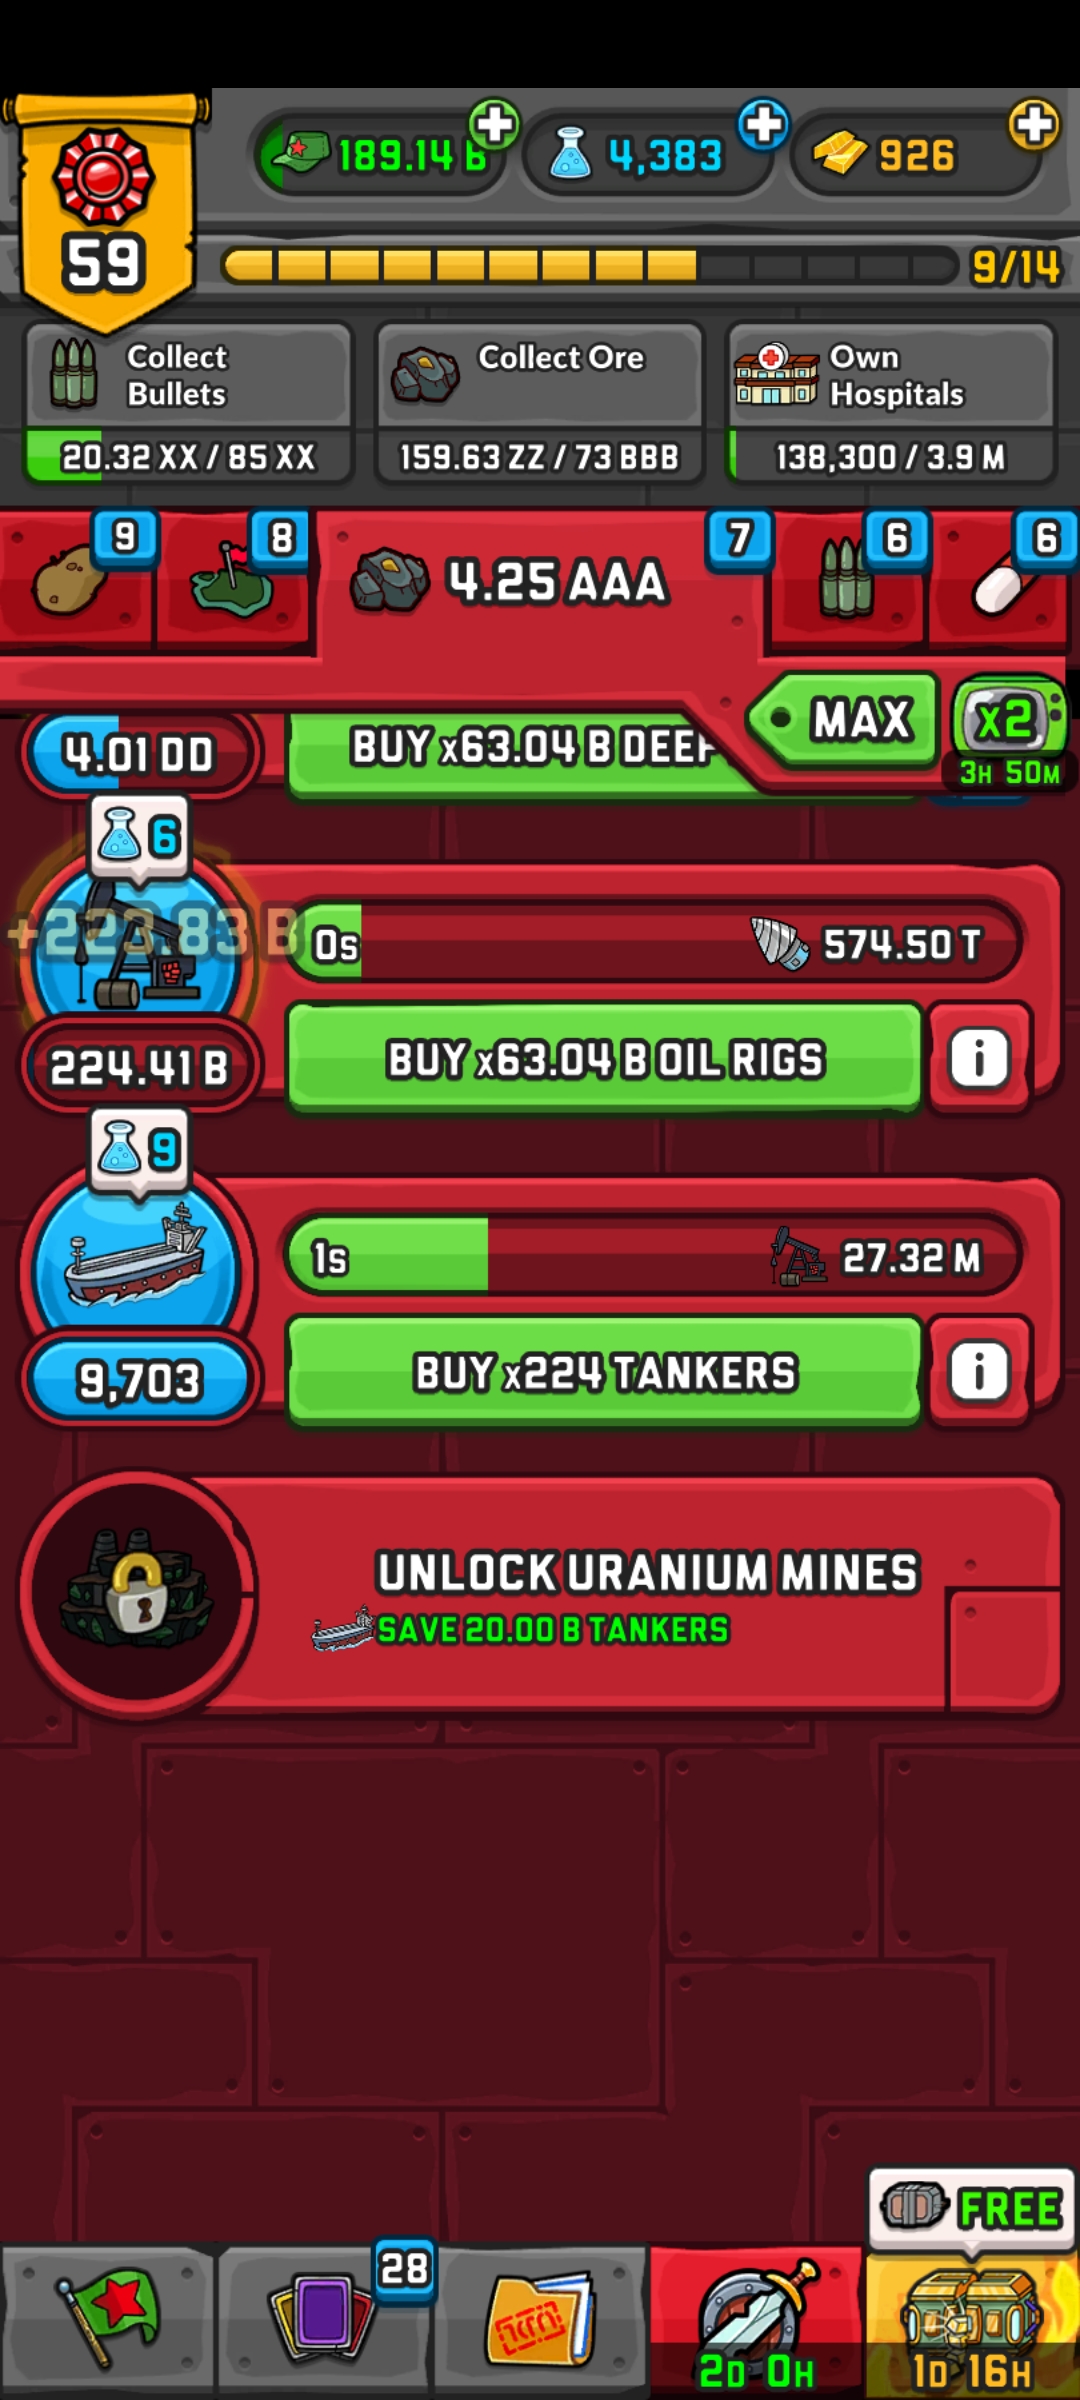 189.14 B
4,383
926
59
9/14
Collect
Bullets
Collect Ore
Own
Hospitals
20.32 XX / 85 XX
159.63 ZZ / 73 BBB
138,300 / 3.9 M
9
8
4.25 AAA
7
6
6
MAX
x2
3H 50M
4.01 DD
BUY x63.04 B DEEP
6
+223.83 B
0s
574.50 T
224.41 B
BUY x63.04 B OIL RIGS
i
9
1s
27.32 M
9,703
BUY x224 TANKERS
i
UNLOCK URANIUM MINES
SAVE 20.00 B TANKERS
FREE
28
2D 0H
1D 16H